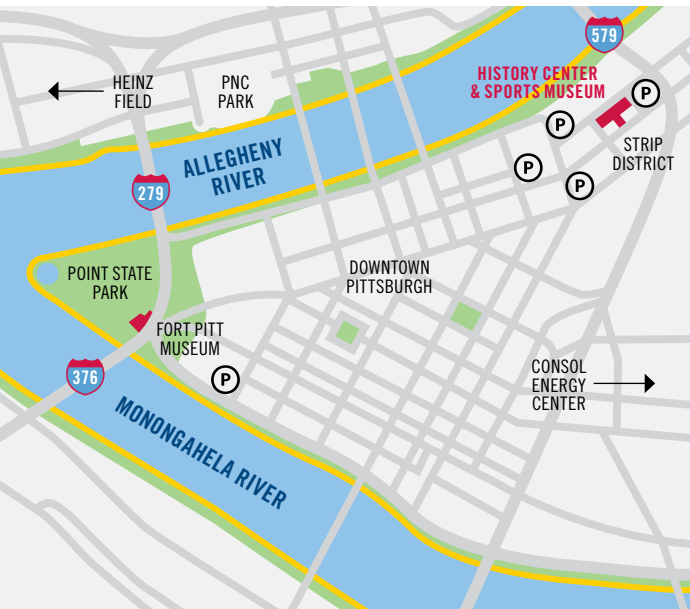 579
HISTORY CENTER
& SPORTS MUSEUM
P
HEINZ
FIELD
PNC
PARK
P
STRIP
DISTRICT
ALLEGHENY
RIVER
P
P
279
POINT STATE
PARK
DOWNTOWN
PITTSBURGH
FORT PITT
MUSEUM
376
P
CONSOL
ENERGY
CENTER
MONONGAHELA RIVER